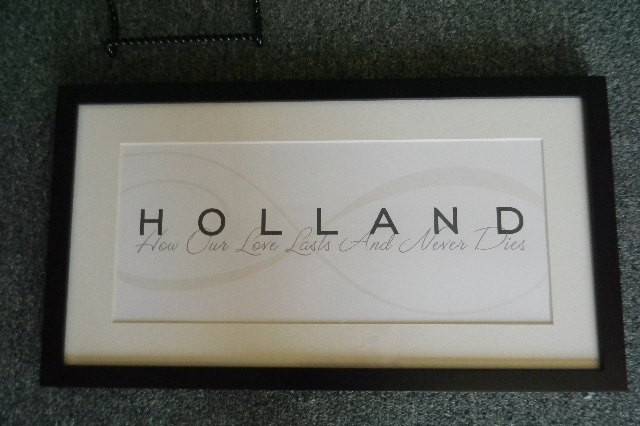 HOLLAND
How Our Love Lasts And Never Dies